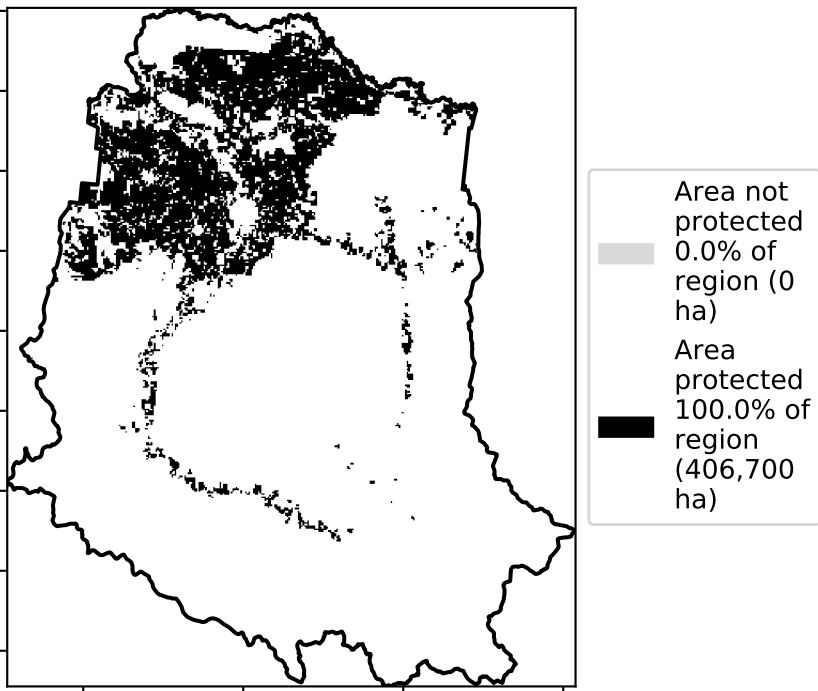 Area not
protected
0.0% of
region (0
ha)
Area
protected
100.0% of
region
(406,700
ha)